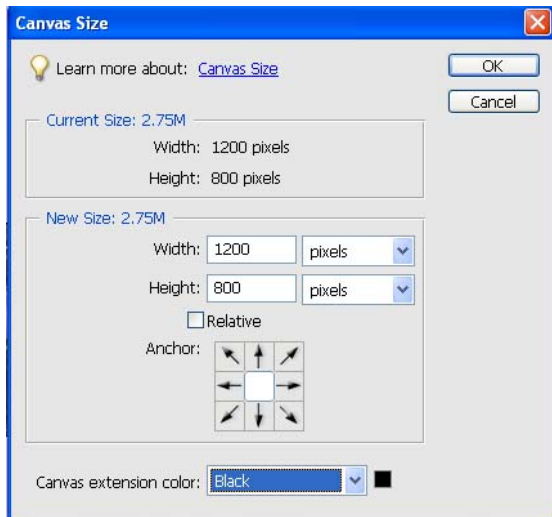 Canvas Size
Learn more about: Canvas Size
OK
Cancel
Current Size: 2.75M
Width: 1200 pixels
Height: 800 pixels
New Size: 2.75M
Width: 1200 pixels
Height: 800 pixels
Relative
Anchor:
Canvas extension color: Black